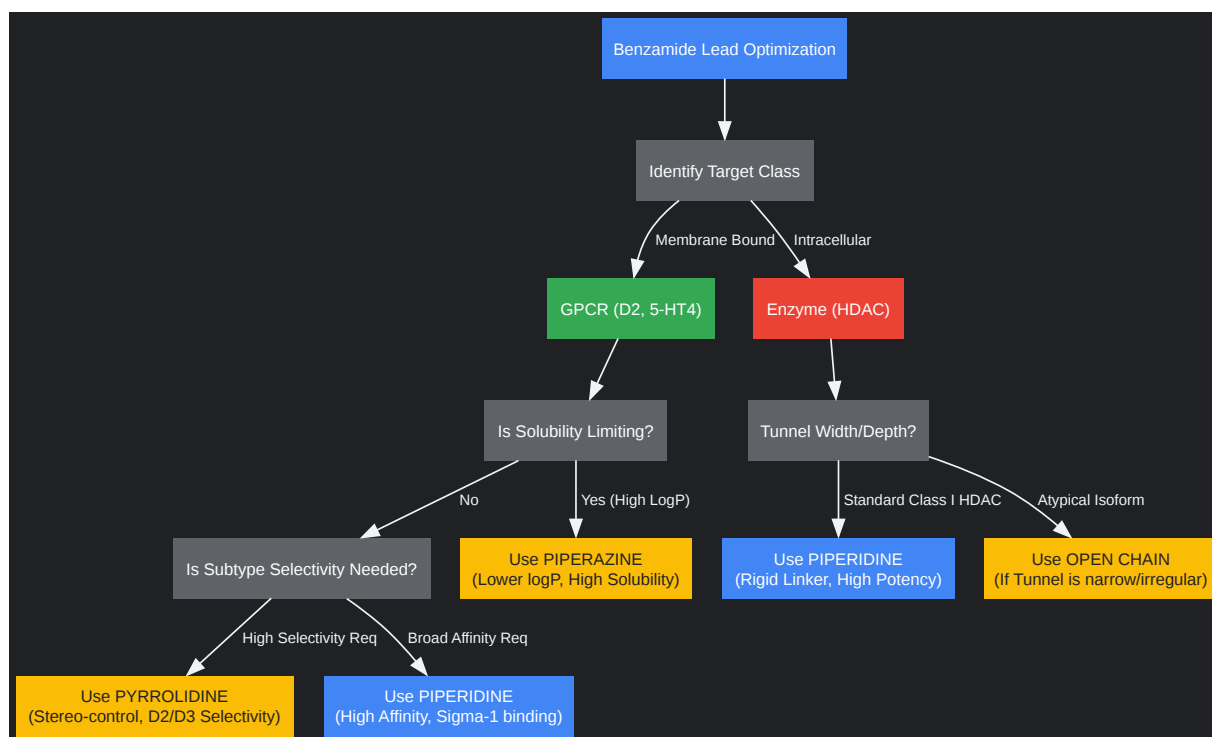 Benzamide Lead Optimization
Identify Target Class
Membrane Bound
Intracellular
GPCR (D2, 5-HT4)
Enzyme (HDAC)
Is Solubility Limiting?
Tunnel Width/Depth?
No
Yes (High LogP)
Standard Class I HDAC
Atypical Isoform
Is Subtype Selectivity Needed?
Use PIPERAZINE
(Lower logP, High Solubility)
Use PIPERIDINE
(Rigid Linker, High Potency)
Use OPEN CHAIN
(If Tunnel is narrow/irregular)
High Selectivity Req
Broad Affinity Req
Use PYRROLIDINE
(Stereo-control, D2/D3 Selectivity)
Use PIPERIDINE
(High Affinity, Sigma-1 binding)